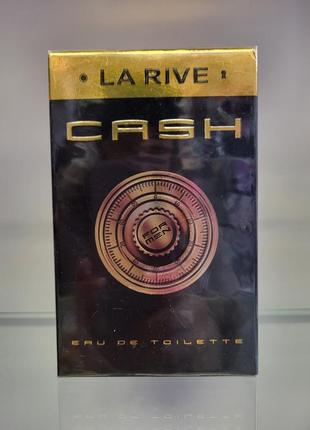 LA RIVE
CASH
FOR
MEN
EAU DE TOILETTE